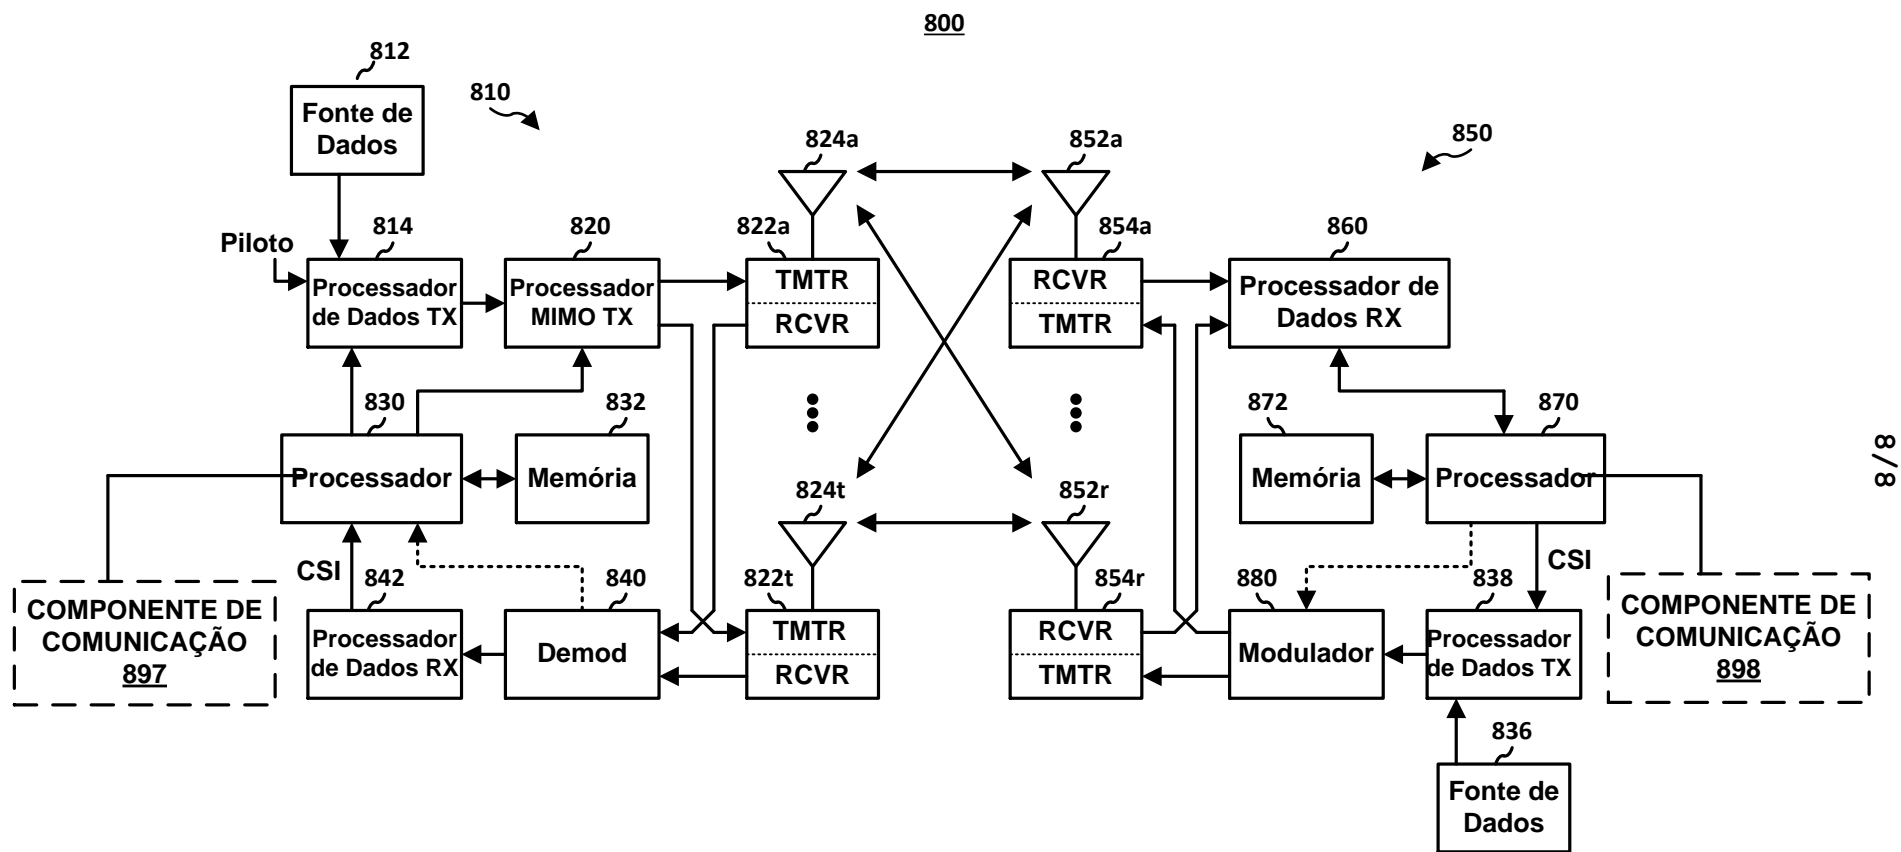 800
812
Fonte de
Dados
810
824a
852a
850
Piloto
814
820
822a
854a
860
Processador
de Dados TX
Processador
MIMO TX
TMTR
RCVR
RCVR
TMTR
Processador de
Dados RX
830
832
872
870
Processador
Memória
Memória
Processador
8/8
824t
852r
CSI
842
840
822t
854r
880
CSI
838
COMPONENTE DE
COMUNICAÇÃO
897
Processador
de Dados RX
Demod
TMTR
RCVR
RCVR
TMTR
Modulador
Processador
de Dados TX
COMPONENTE DE
COMUNICAÇÃO
898
836
Fonte de
Dados